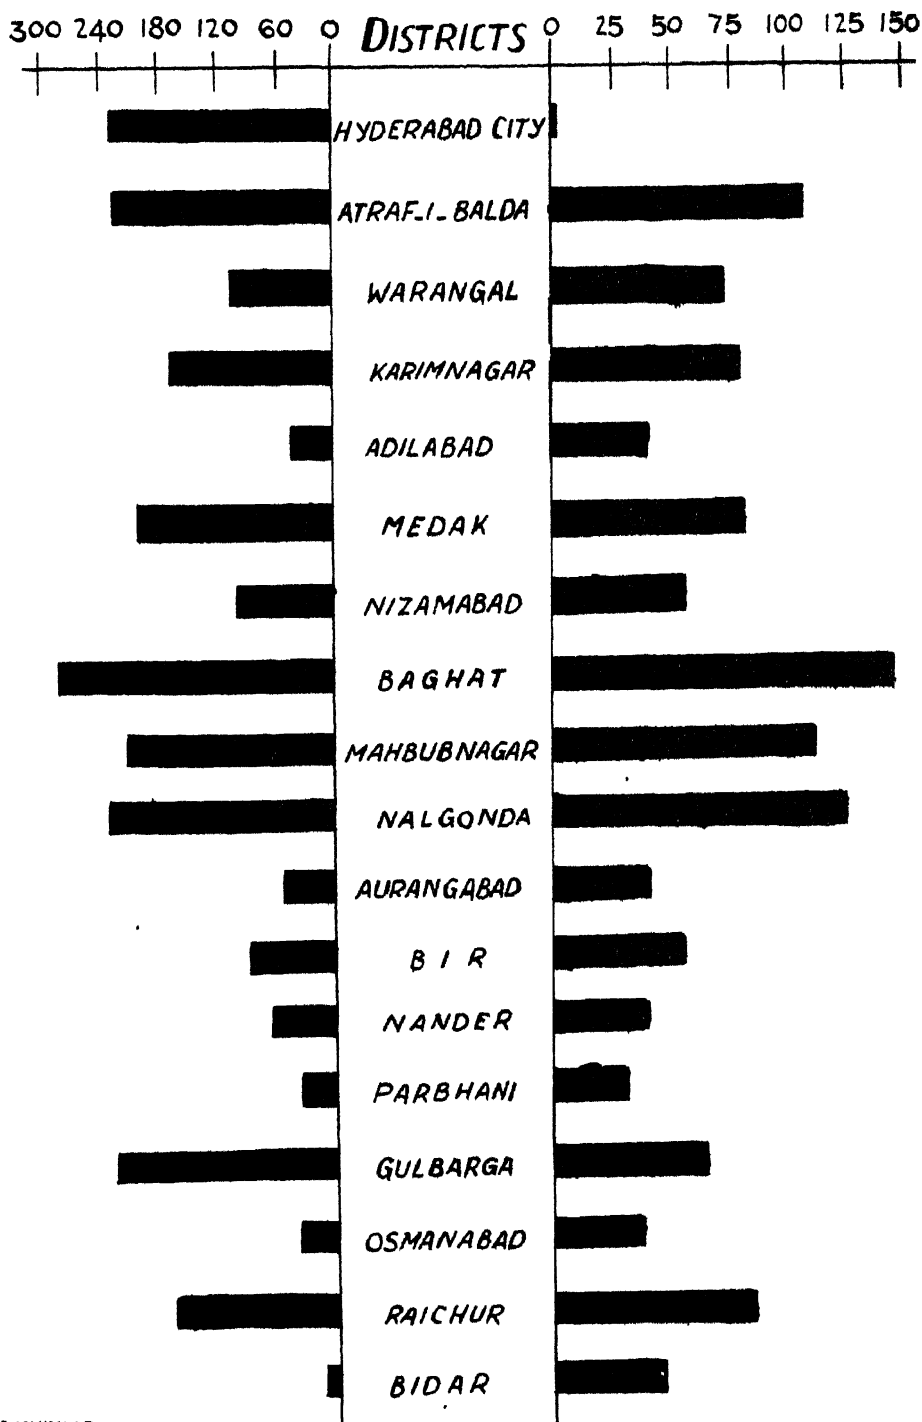 300 240 180 120 60 0 DISTRICTS 0 25 50 75 100 125 150
HYDERABAD CITY
ATRAF-I-BALDA
WARANGAL
KARIMNAGAR
ADILABAD
MEDAK
NIZAMABAD
BAGHAT
MAHBUBNAGAR
NALGONDA
AURANGABAD
BIR
NANDER
PARBHANI
GULBARGA
OSMANABAD
RAICHUR
BIDAR